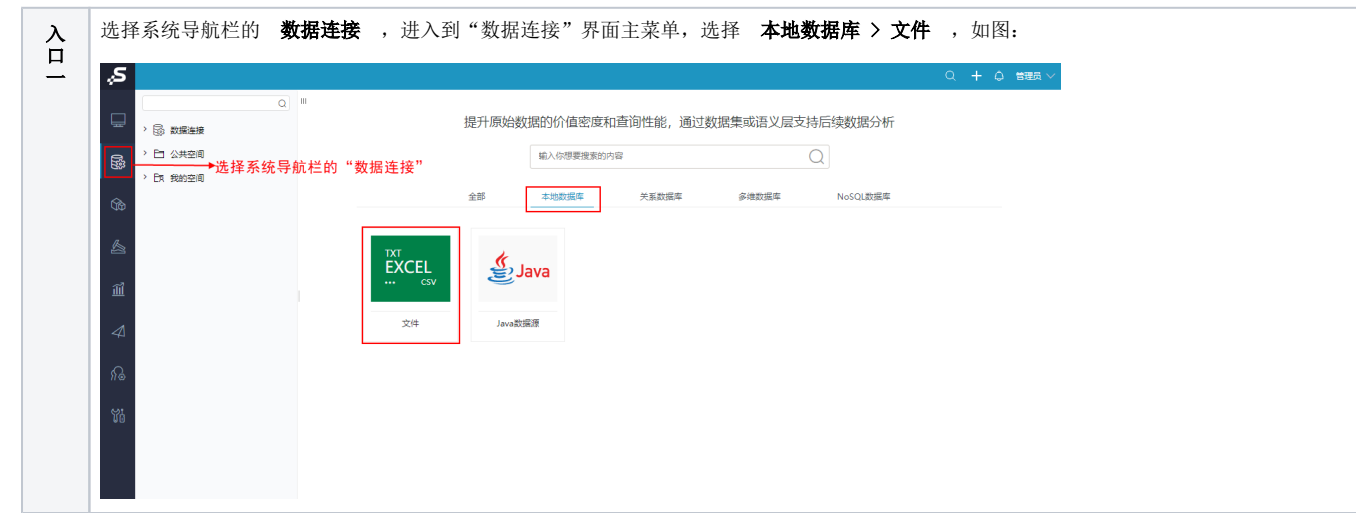 入口一
选择系统导航栏的 数据连接 ，进入到“数据连接”界面主菜单，选择 本地数据库 > 文件 ，如图：
S
管理员
数据连接
公共空间
我的空间
选择系统导航栏的“数据连接”
提升原始数据的价值密度和查询性能，通过数据集或语义层支持后续数据分析
输入你想要搜索的内容
全部 本地数据库 关系数据库 多维数据库 NoSQL数据库
TXT
EXCEL
... CSV
文件
Java
Java数据源